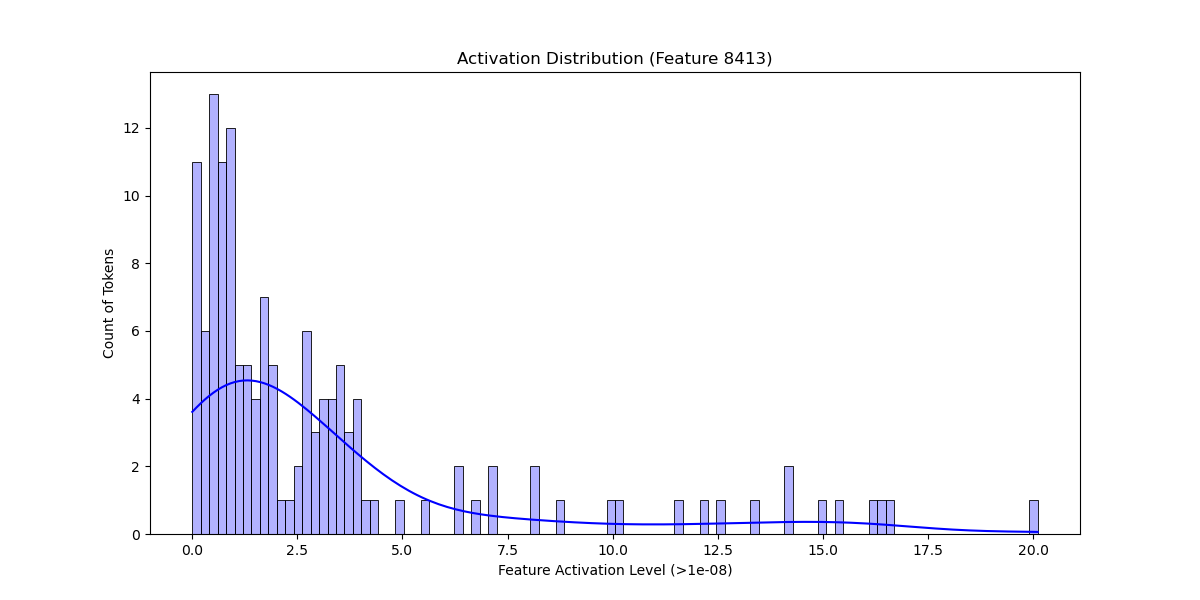 Activation Distribution (Feature 8413)
Count of Tokens
12
10
8
6
4
2
0
0.0 2.5 5.0 7.5 10.0 12.5 15.0 17.5 20.0
Feature Activation Level (>1e-08)